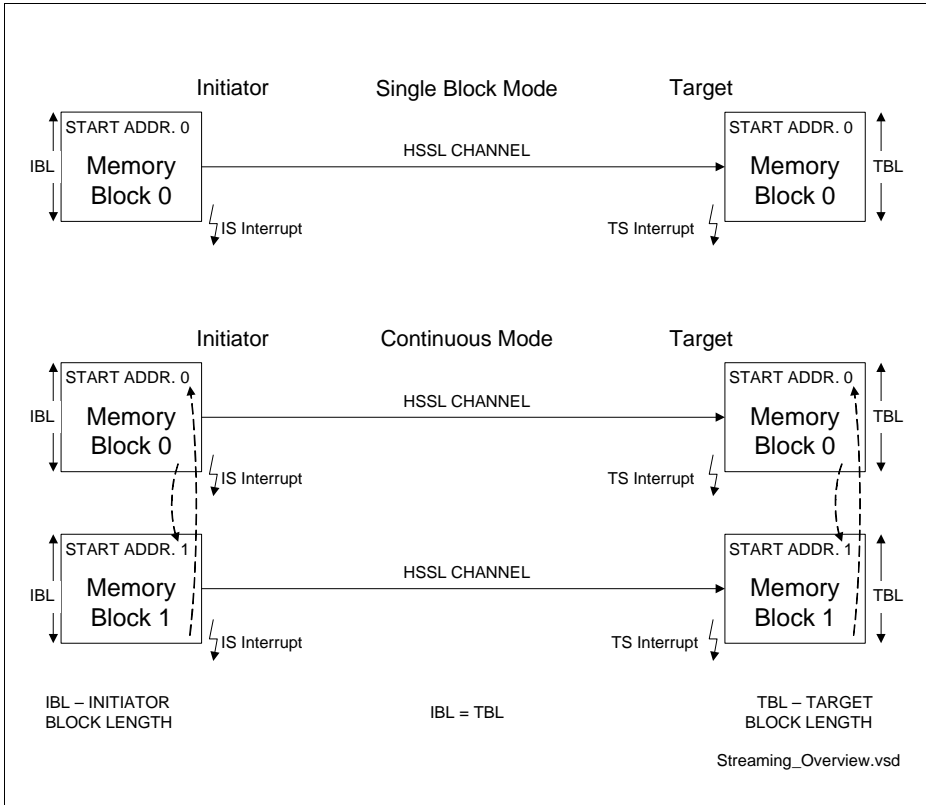 Initiator Single Block Mode Target
START ADDR. 0 START ADDR. 0
IBL Memory Block 0 HSSL CHANNEL Memory Block 0 TBL
IS Interrupt TS Interrupt
Initiator Continuous Mode Target
START ADDR. 0 START ADDR. 0
IBL Memory Block 0 HSSL CHANNEL Memory Block 0 TBL
IS Interrupt TS Interrupt
START ADDR. 1 START ADDR. 1
IBL Memory Block 1 HSSL CHANNEL Memory Block 1 TBL
IS Interrupt TS Interrupt
IBL – INITIATOR
BLOCK LENGTH
IBL = TBL
TBL – TARGET
BLOCK LENGTH
Streaming_Overview.vsd